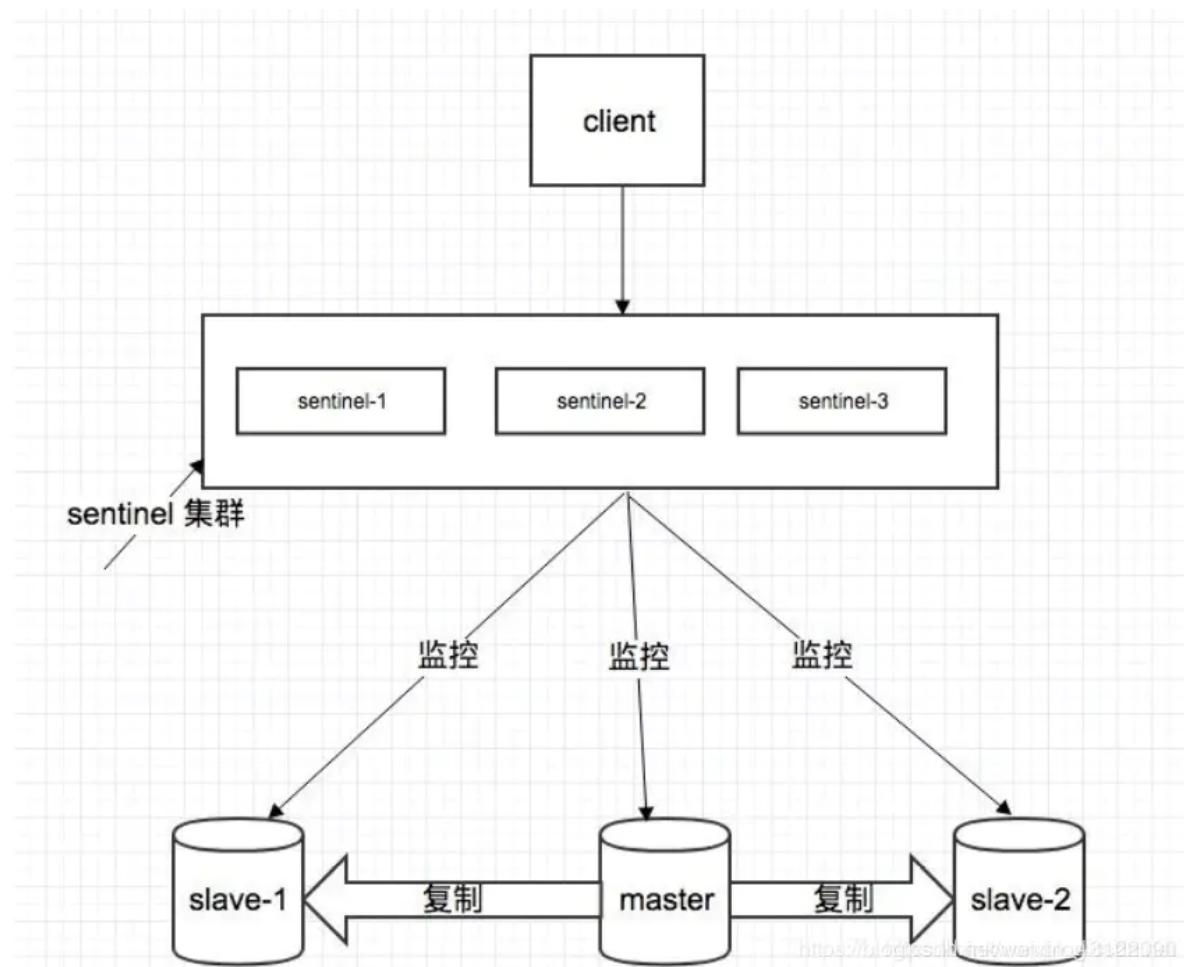 client
sentinel-1
sentinel-2
sentinel-3
sentinel 集群
监控
监控
监控
slave-1
复制
master
复制
slave-2